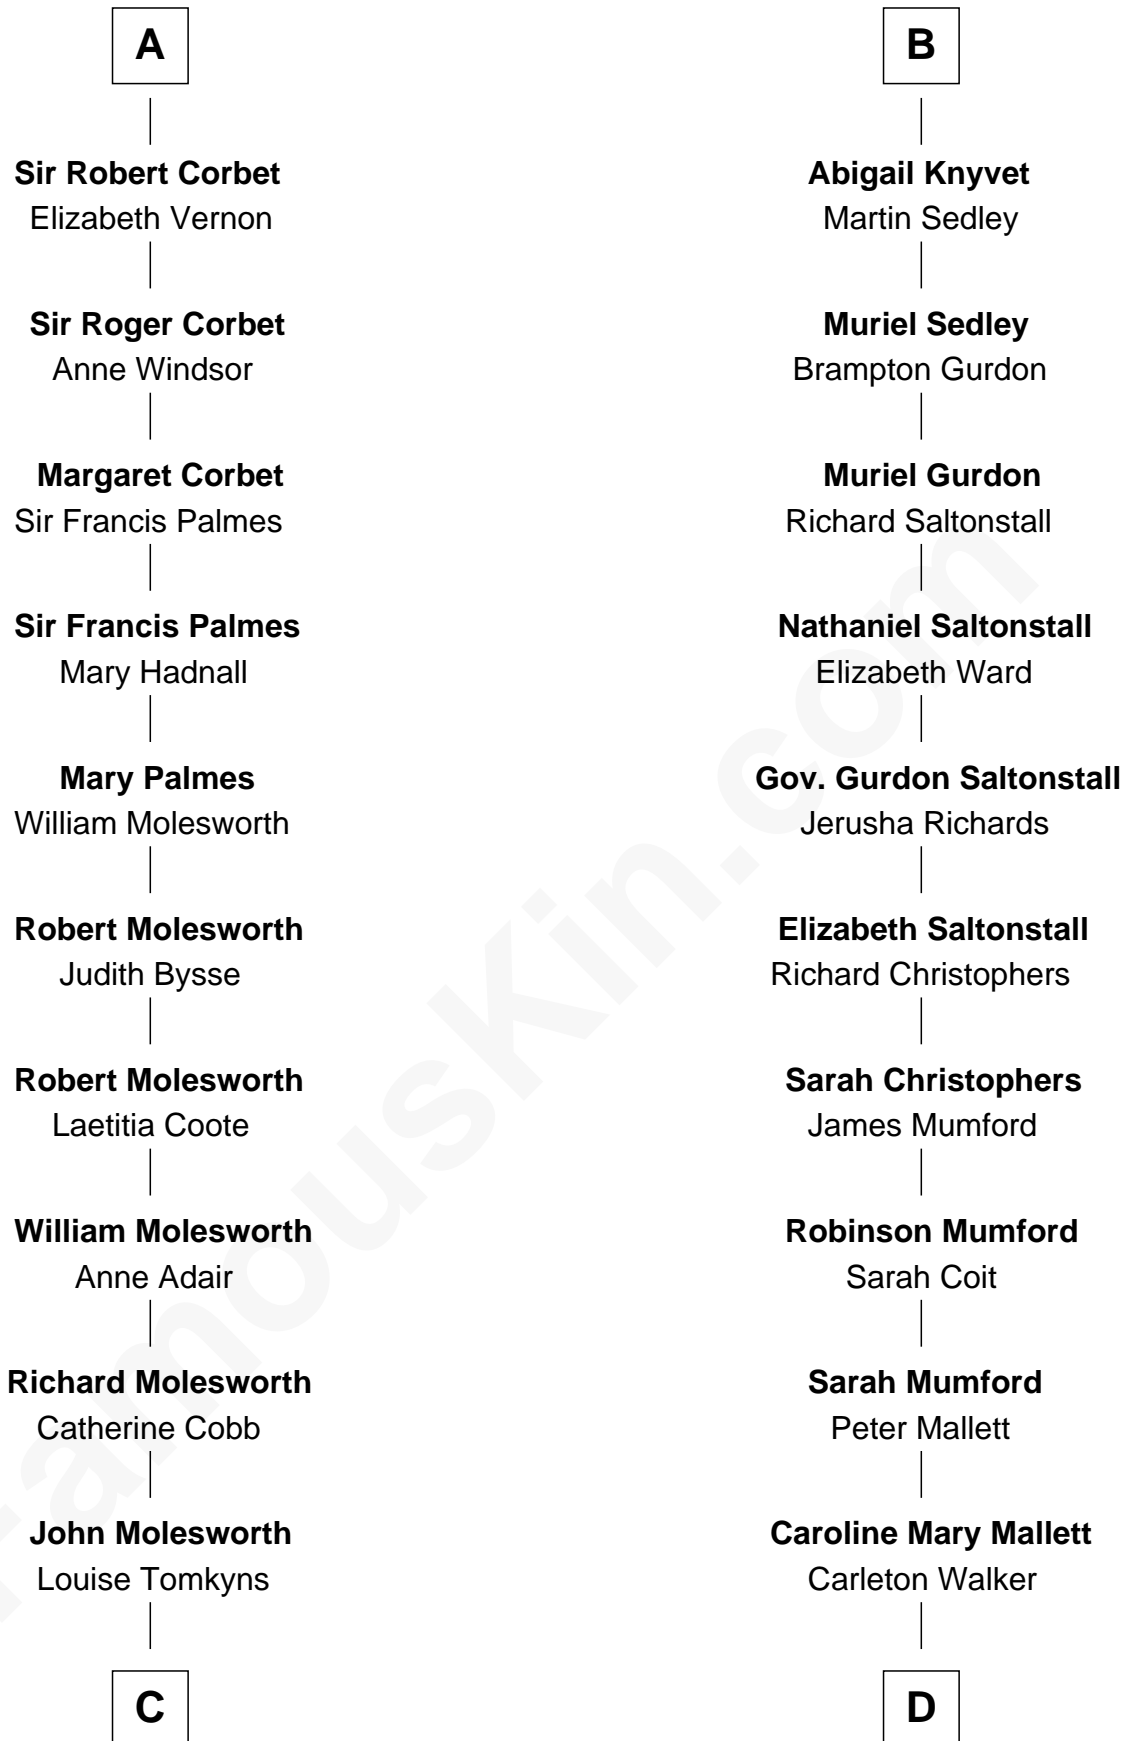 A
Sir Robert Corbet
Elizabeth Vernon
Sir Roger Corbet
Anne Windsor
Margaret Corbet
Sir Francis Palmes
Sir Francis Palmes
Mary Hadnall
Mary Palmes
William Molesworth
Robert Molesworth
Judith Bysse
Robert Molesworth
Laetitia Coote
William Molesworth
Anne Adair
Richard Molesworth
Catherine Cobb
John Molesworth
Louise Tomkyns
C
B
Abigail Knyvet
Martin Sedley
Muriel Sedley
Brampton Gurdon
Muriel Gurdon
Richard Saltonstall
Nathaniel Saltonstall
Elizabeth Ward
Gov. Gurdon Saltonstall
Jerusha Richards
Elizabeth Saltonstall
Richard Christophers
Sarah Christophers
James Mumford
Robinson Mumford
Sarah Coit
Sarah Mumford
Peter Mallett
Caroline Mary Mallett
Carleton Walker
D
FamousKin.com